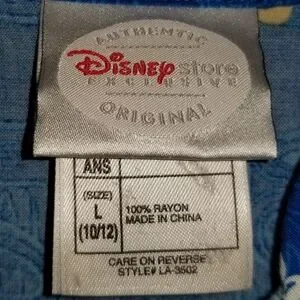 AUTHENTIC
Disney store
EXCLUSIVE
ORIGINAL
ANS
(SIZE)
L
(10/12)
100% RAYON
MADE IN CHINA
CARE ON REVERSE
STYLE# LA-3502